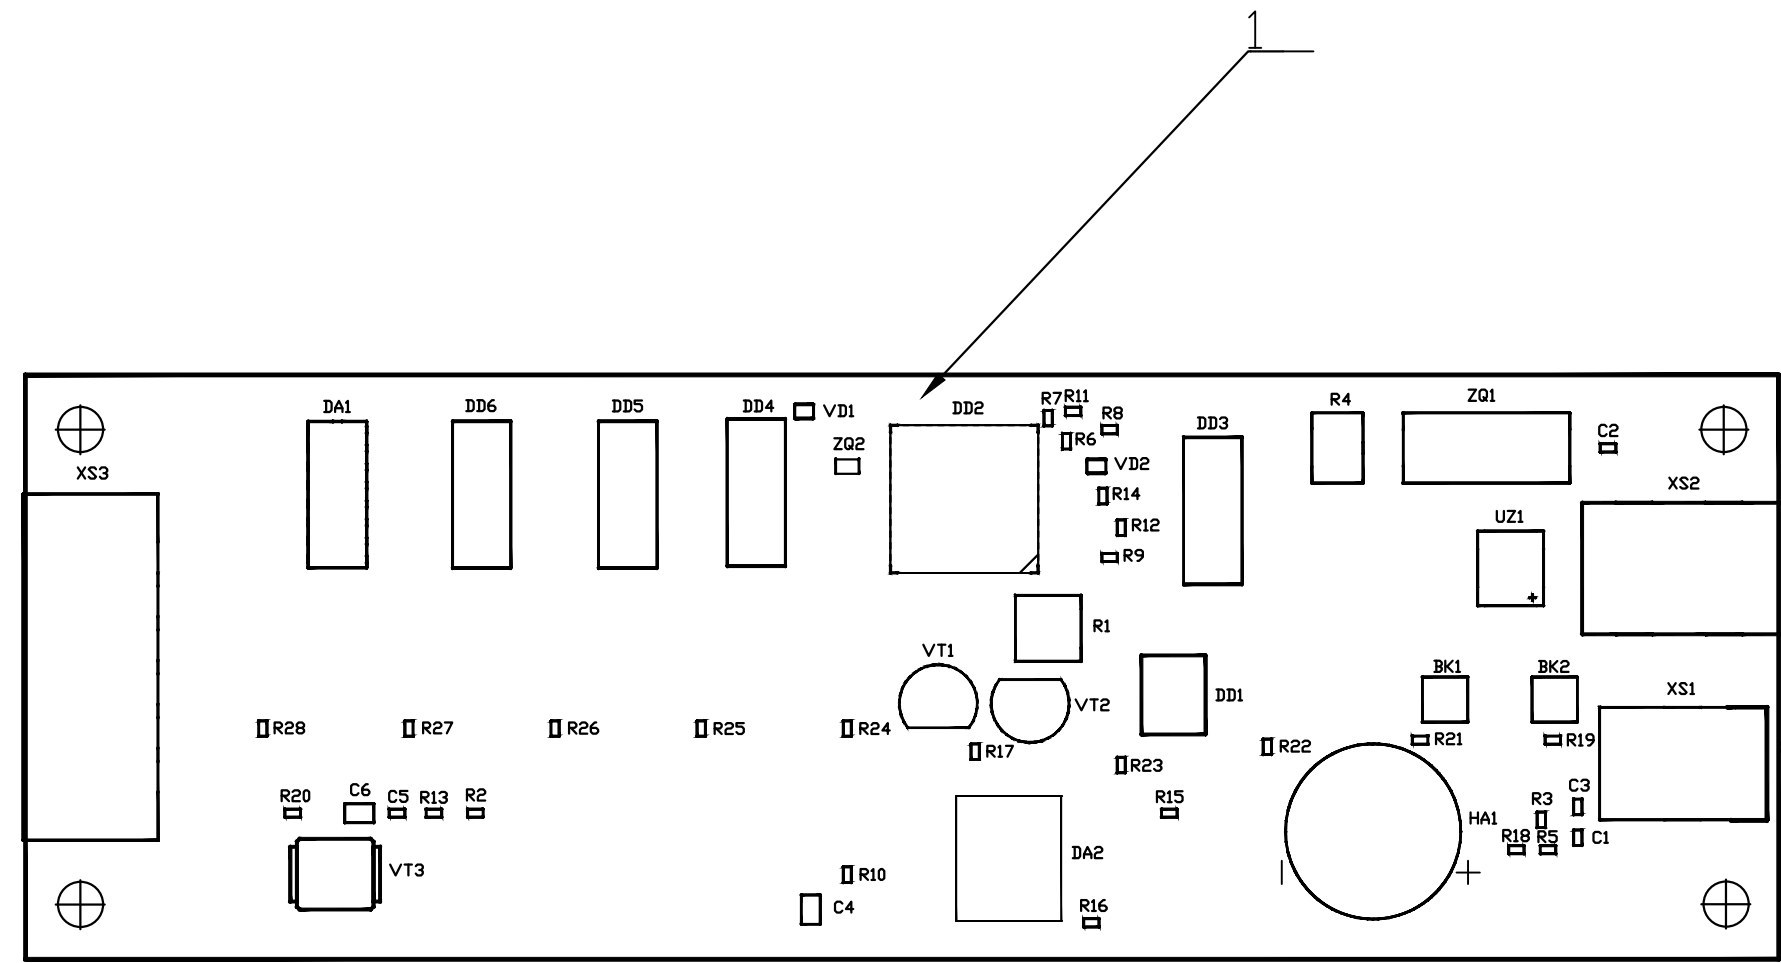 1
R7 R11
DA1 DD6 DD5 DD4 VD1 DD2 R8 R4 ZQ1
DD3 C2
ZQ2 R6
XS3 VD2 XS2
R14
R12 UZ1
R9
+
R1
VT1 BK1 BK2
DD1 XS1
VT2
R28 R27 R26 R25 R24 R21 R19
R17 R22
R23
R20 C6 C5 R13 R2 R15 R3 C3
HA1
R18 R5 C1
DA2
VT3 R10 - +
C4 R16